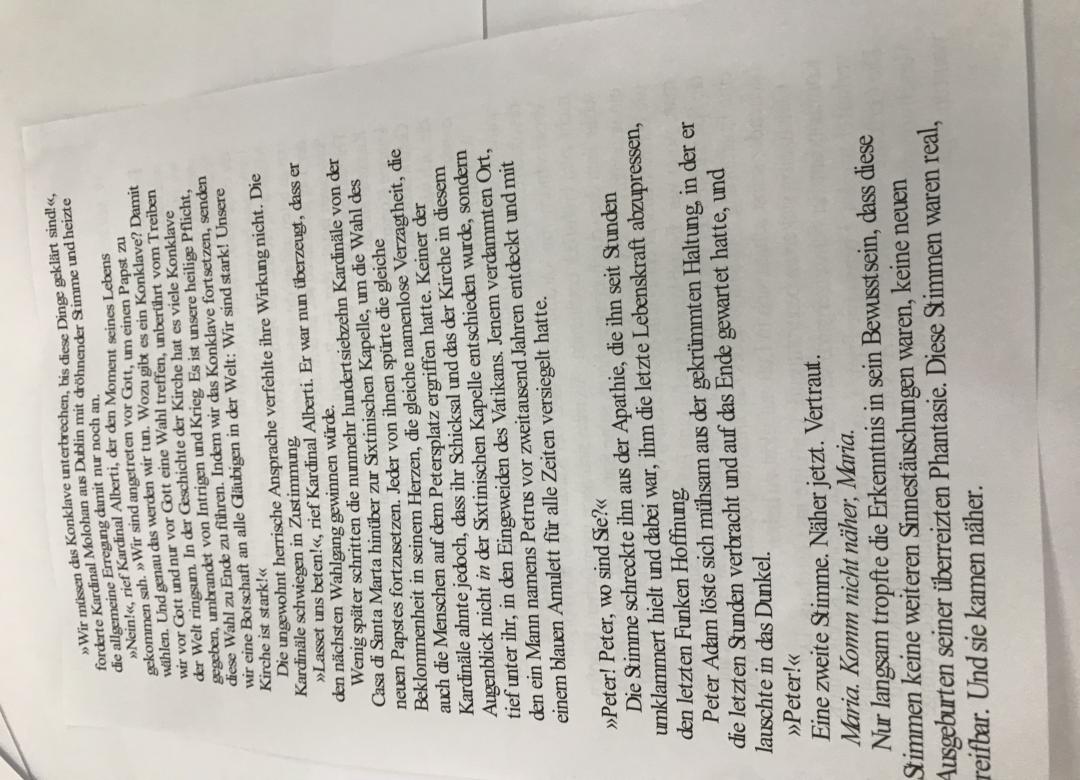 »Wir müssen das Konklave unterbrechen, bis diese Dinge geklärt sind!«,
forderte Kardinal Molohan aus Dublin mit dröhnender Stimme und heizte
die allgemeine Erregung damit nur noch an.
»Nein!«, rief Kardinal Alberti, der den Moment seines Lebens
gekommen sah. »Wir sind angetreten vor Gott, um einen Papst zu
wählen. Und genau das werden wir tun. Wozu gibt es ein Konklave? Damit
wir vor Gott und nur vor Gott eine Wahl treffen, unberührt vom Treiben
der Welt ringsum. In der Geschichte der Kirche hat es viele Konklave
gegeben, umbrandet von Intrigen und Krieg. Es ist unsere heilige Pflicht,
diese Wahl zu Ende zu führen. Indem wir das Konklave fortsetzen, senden
wir eine Botschaft an alle Gläubigen in der Welt: Wir sind stark! Unsere
Kirche ist stark!«
Die ungewohnt herrische Ansprache verfehlte ihre Wirkung nicht. Die
Kardinäle schwiegen in Zustimmung
»Lasset uns beten!«, rief Kardinal Alberti. Er war nun überzeugt, dass er
den nächsten Wahlgang gewinnen würde.
Wenig später schritten die nunmehr hundertsiebzehn Kardinäle von der
Casa di Santa Marta hinüber zur Sixtinischen Kapelle, um die Wahl des
neuen Papstes fortzusetzen. Jeder von ihnen spürte die gleiche
Beklommenheit in seinem Herzen, die gleiche namenlose Verzagtheit, die
auch die Menschen auf dem Petersplatz ergriffen hatte. Keiner der
Kardinäle ahnte jedoch, dass ihr Schicksal und das der Kirche in diesem
Augenblick nicht in der Sixtinischen Kapelle entschieden wurde, sondern
tief unter ihr, in den Eingeweiden des Vatikans. Jenem verdammten Ort,
den ein Mann namens Petrus vor zweitausend Jahren entdeckt und mit
einem blauen Amulett für alle Zeiten versiegelt hatte.
»Peter! Peter, wo sind Sie?«
Die Stimme schreckte ihn aus der Apathie, die ihn seit Stunden
umklammert hielt und dabei war, ihm die letzte Lebenskraft abzupressen,
den letzten Funken Hoffnung
Peter Adam löste sich mühsam aus der gekrümmten Haltung, in der er
die letzten Stunden verbracht und auf das Ende gewartet hatte, und
lauschte in das Dunkel.
»Peter!«
Eine zweite Stimme. Näher jetzt. Vertraut.
Maria. Komm nicht näher, Maria.
Nur langsam tropfte die Erkenntnis in sein Bewusstsein, dass diese
Stimmen keine weiteren Sinnestäuschungen waren, keine neuen
Ausgeburten seiner überreizten Phantasie. Diese Stimmen waren real,
reifbar. Und sie kamen näher.